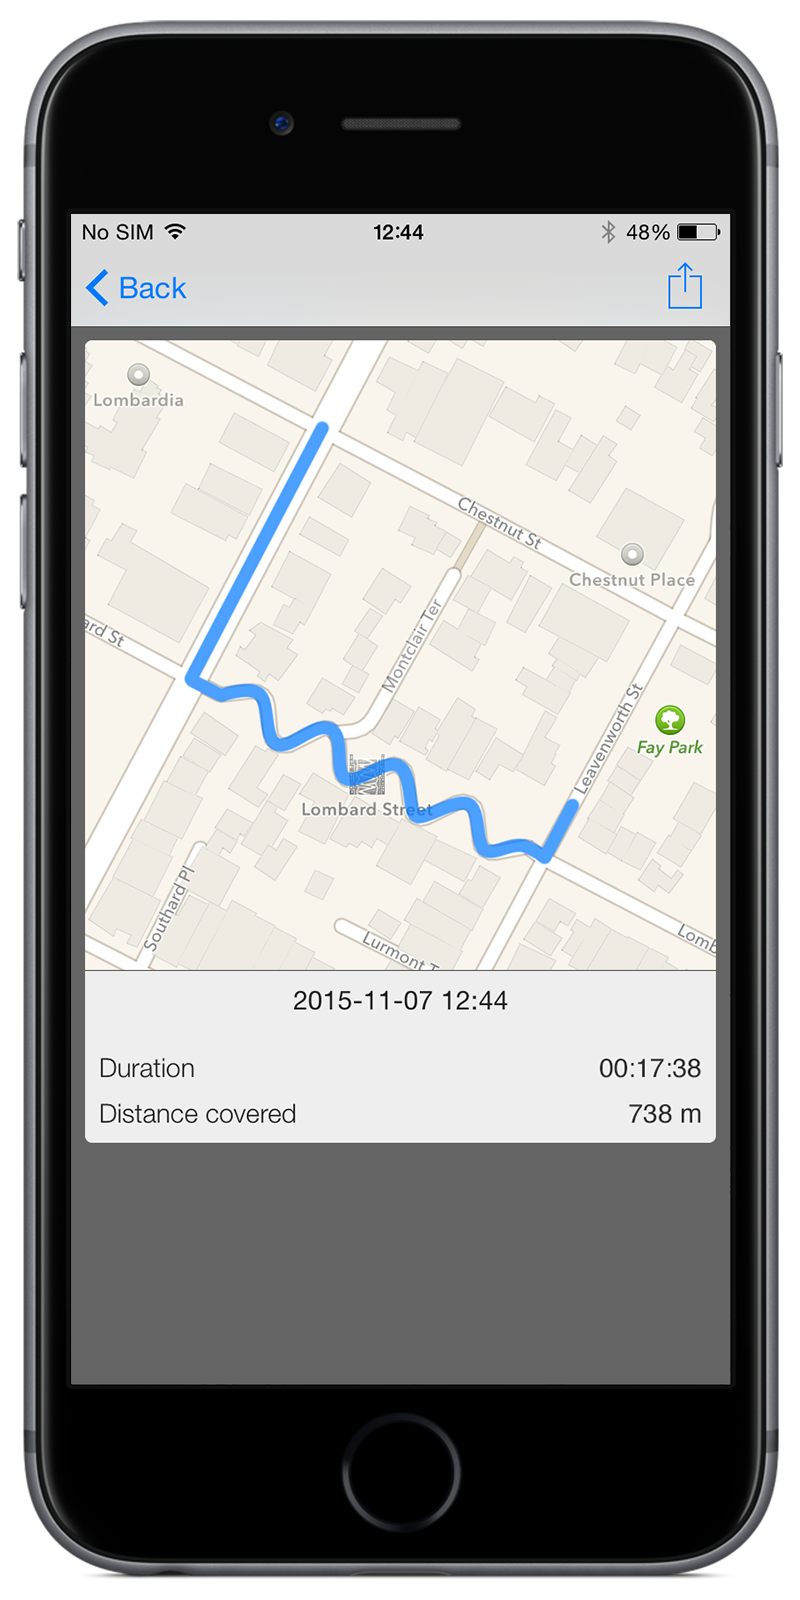 No SIM 12:44 48%
Back
Lombardia
Chestnut St
Chestnut Place
ard St
Montclair Ter
Leavenworth St
Fay Park
Lombard Street
Southard Pl
Lurmont T
Lomb
2015-11-07 12:44
Duration 00:17:38
Distance covered 738 m